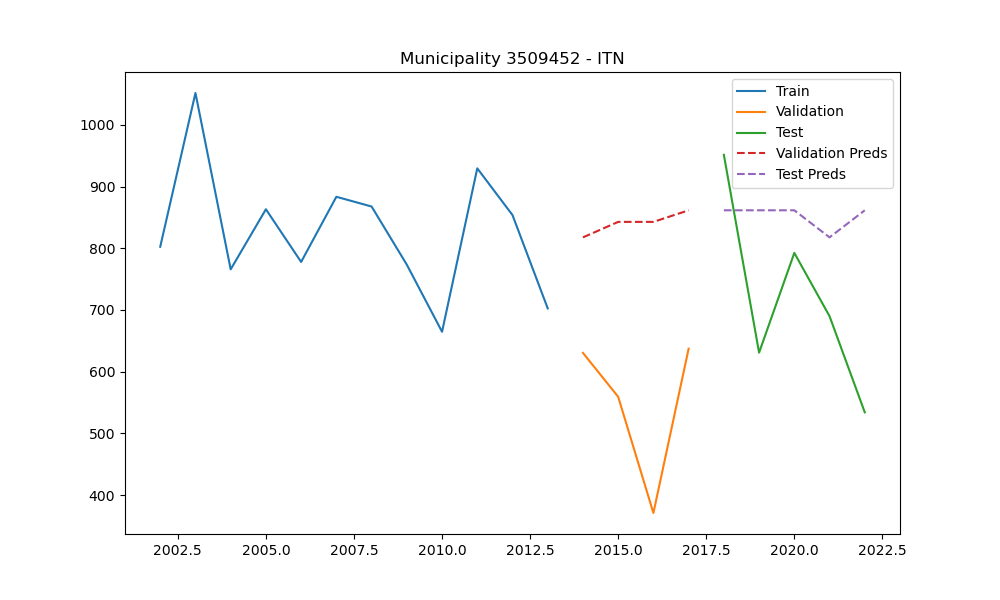 Municipality 3509452 - ITN
Train
Validation
Test
Validation Preds
Test Preds
1000
900
800
700
600
500
400
2002.5 2005.0 2007.5 2010.0 2012.5 2015.0 2017.5 2020.0 2022.5